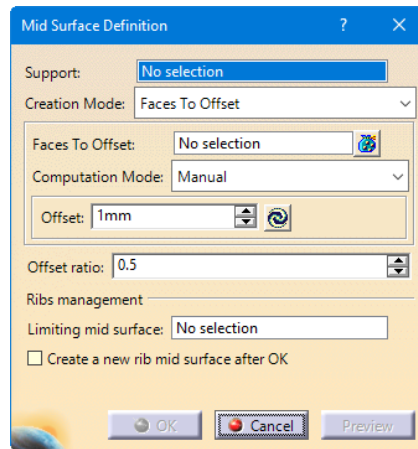 Mid Surface Definition ? ×
Support: No selection
Creation Mode: Faces To Offset
Faces To Offset: No selection
Computation Mode: Manual
Offset: 1mm
Offset ratio: 0.5
Ribs management
Limiting mid surface: No selection
Create a new rib mid surface after OK
OK Cancel Preview